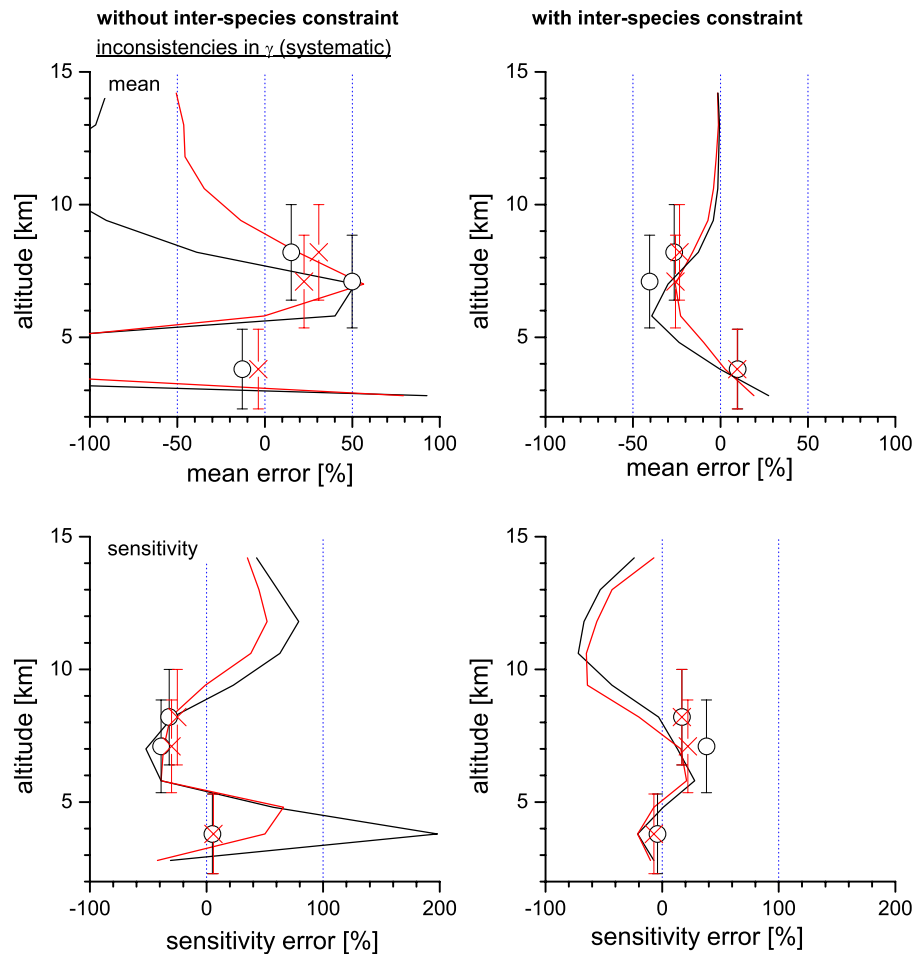 without inter-species constraint
with inter-species constraint
inconsistencies in γ (systematic)
15
10
5
altitude [km]
mean
-100
-50
0
50
100
mean error [%]
15
10
5
altitude [km]
-100
-50
0
50
100
mean error [%]
15
10
5
altitude [km]
sensitivity
-100
0
100
200
sensitivity error [%]
15
10
5
altitude [km]
-100
0
100
200
sensitivity error [%]